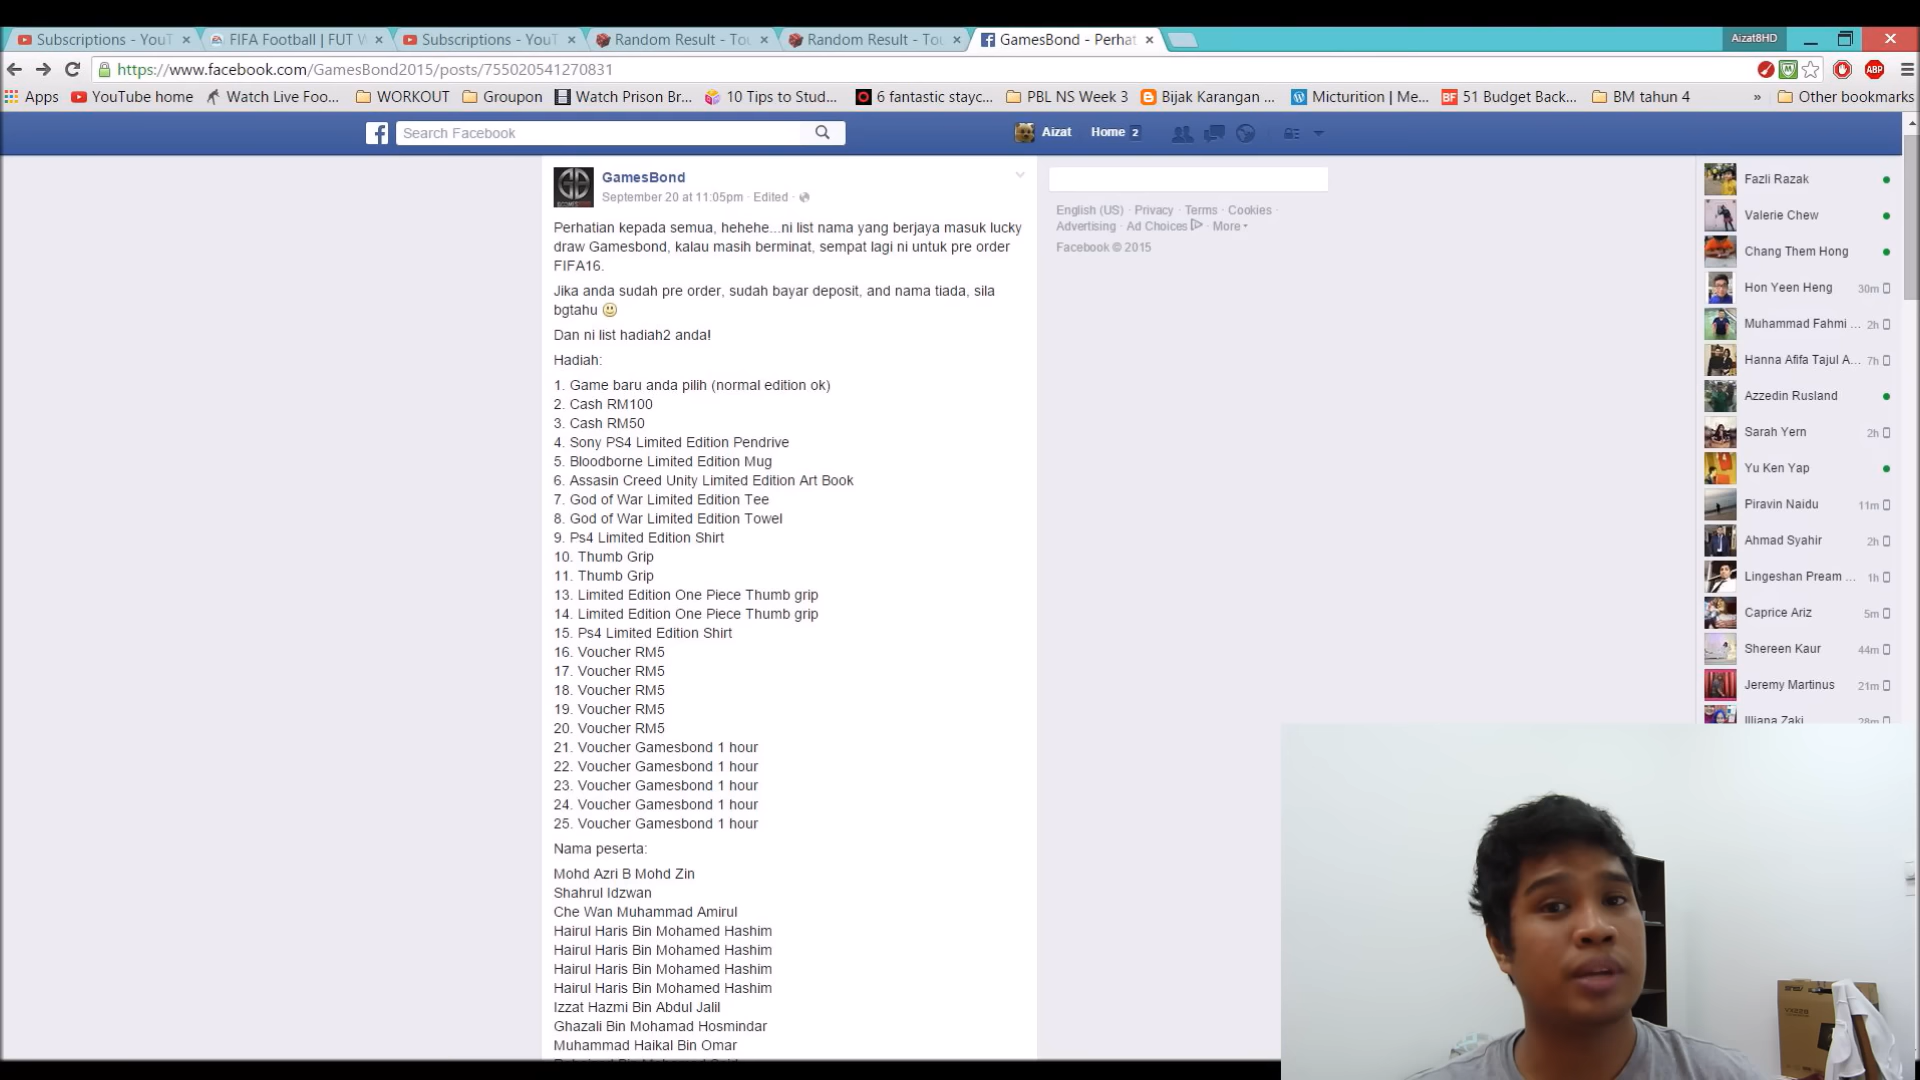 Subscriptions - YouT
FIFA Football | FUT W
Subscriptions - YouT
Random Result - Tou
Random Result - Tou
GamesBond - Perhat
Aizat8HD
https://www.facebook.com/GamesBond2015/posts/755020541270831
ABP
Apps
YouTube home
Watch Live Foo...
WORKOUT
Groupon
Watch Prison Br...
10 Tips to Stud...
6 fantastic stayc...
PBL NS Week 3
Bijak Karangan ...
Micturition | Me...
BF 51 Budget Back...
BM tahun 4
»
Other bookmarks
Search Facebook
Aizat
Home 2
GamesBond
September 20 at 11:05pm · Edited ·
Perhatian kepada semua, hehehe...ni list nama yang berjaya masuk lucky
draw Gamesbond, kalau masih berminat, sempat lagi ni untuk pre order
FIFA16.
Jika anda sudah pre order, sudah bayar deposit, and nama tiada, sila
bgtahu
Dan ni list hadiah2 anda!
Hadiah:
1. Game baru anda pilih (normal edition ok)
2. Cash RM100
3. Cash RM50
4. Sony PS4 Limited Edition Pendrive
5. Bloodborne Limited Edition Mug
6. Assasin Creed Unity Limited Edition Art Book
7. God of War Limited Edition Tee
8. God of War Limited Edition Towel
9. Ps4 Limited Edition Shirt
10. Thumb Grip
11. Thumb Grip
13. Limited Edition One Piece Thumb grip
14. Limited Edition One Piece Thumb grip
15. Ps4 Limited Edition Shirt
16. Voucher RM5
17. Voucher RM5
18. Voucher RM5
19. Voucher RM5
20. Voucher RM5
21. Voucher Gamesbond 1 hour
22. Voucher Gamesbond 1 hour
23. Voucher Gamesbond 1 hour
24. Voucher Gamesbond 1 hour
25. Voucher Gamesbond 1 hour
Nama peserta:
Mohd Azri B Mohd Zin
Shahrul Idzwan
Che Wan Muhammad Amirul
Hairul Haris Bin Mohamed Hashim
Hairul Haris Bin Mohamed Hashim
Hairul Haris Bin Mohamed Hashim
Hairul Haris Bin Mohamed Hashim
Izzat Hazmi Bin Abdul Jalil
Ghazali Bin Mohamad Hosmindar
Muhammad Haikal Bin Omar
English (US) · Privacy · Terms · Cookies ·
Advertising · Ad Choices · More
Facebook © 2015
Fazli Razak
Valerie Chew
Chang Them Hong
Hon Yeen Heng 30m
Muhammad Fahmi ... 2h
Hanna Afifa Tajul A... 7h
Azzedin Rusland
Sarah Yern 2h
Yu Ken Yap
Piravin Naidu 11m
Ahmad Syahir 2h
Lingeshan Pream ... 1h
Caprice Ariz 5m
Shereen Kaur 44m
Jeremy Martinus 21m
Illiana Zaki 28m